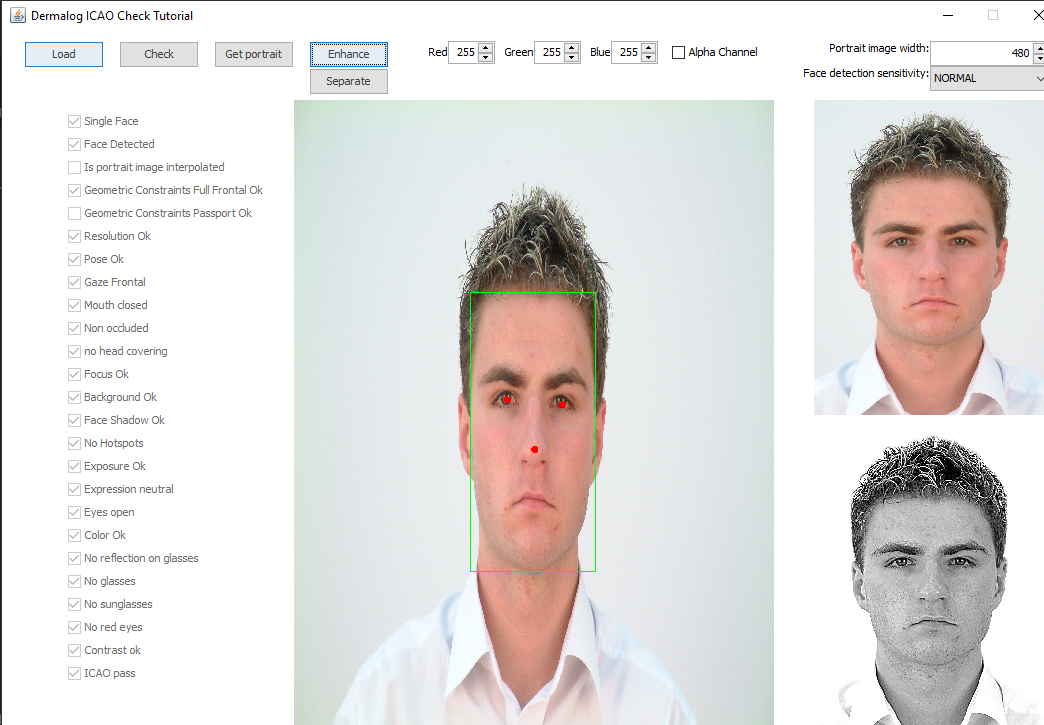 Dermalog ICAO Check Tutorial
Load Check Get portrait Enhance Red 255 Green 255 Blue 255 Alpha Channel Portrait image width: 480
Separate Face detection sensitivity: NORMAL
Single Face
Face Detected
Is portrait image interpolated
Geometric Constraints Full Frontal Ok
Geometric Constraints Passport Ok
Resolution Ok
Pose Ok
Gaze Frontal
Mouth closed
Non occluded
no head covering
Focus Ok
Background Ok
Face Shadow Ok
No Hotspots
Exposure Ok
Expression neutral
Eyes open
Color Ok
No reflection on glasses
No glasses
No sunglasses
No red eyes
Contrast ok
ICAO pass